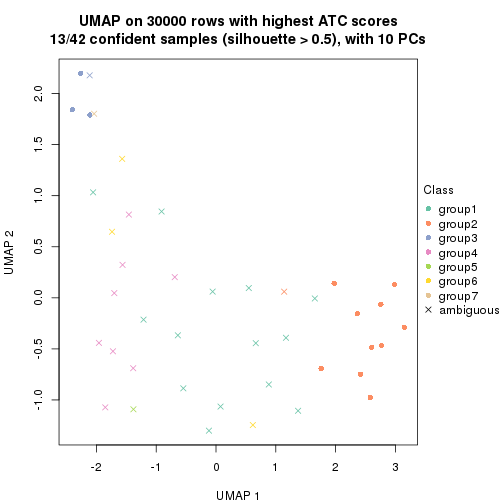 UMAP on 30000 rows with highest ATC scores
13/42 confident samples (silhouette > 0.5), with 10 PCs
2.0
1.5
1.0
0.5
0.0
-0.5
-1.0
UMAP 2
-2
-1
0
1
2
3
UMAP 1
Class
group1
group2
group3
group4
group5
group6
group7
ambiguous